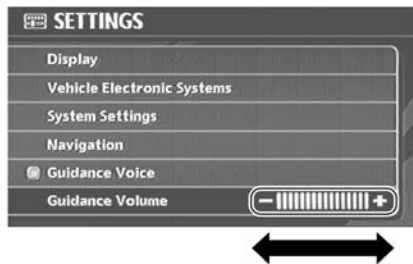 SETTINGS
Display
Vehicle Electronic Systems
System Settings
Navigation
Guidance Voice
Guidance Volume - +